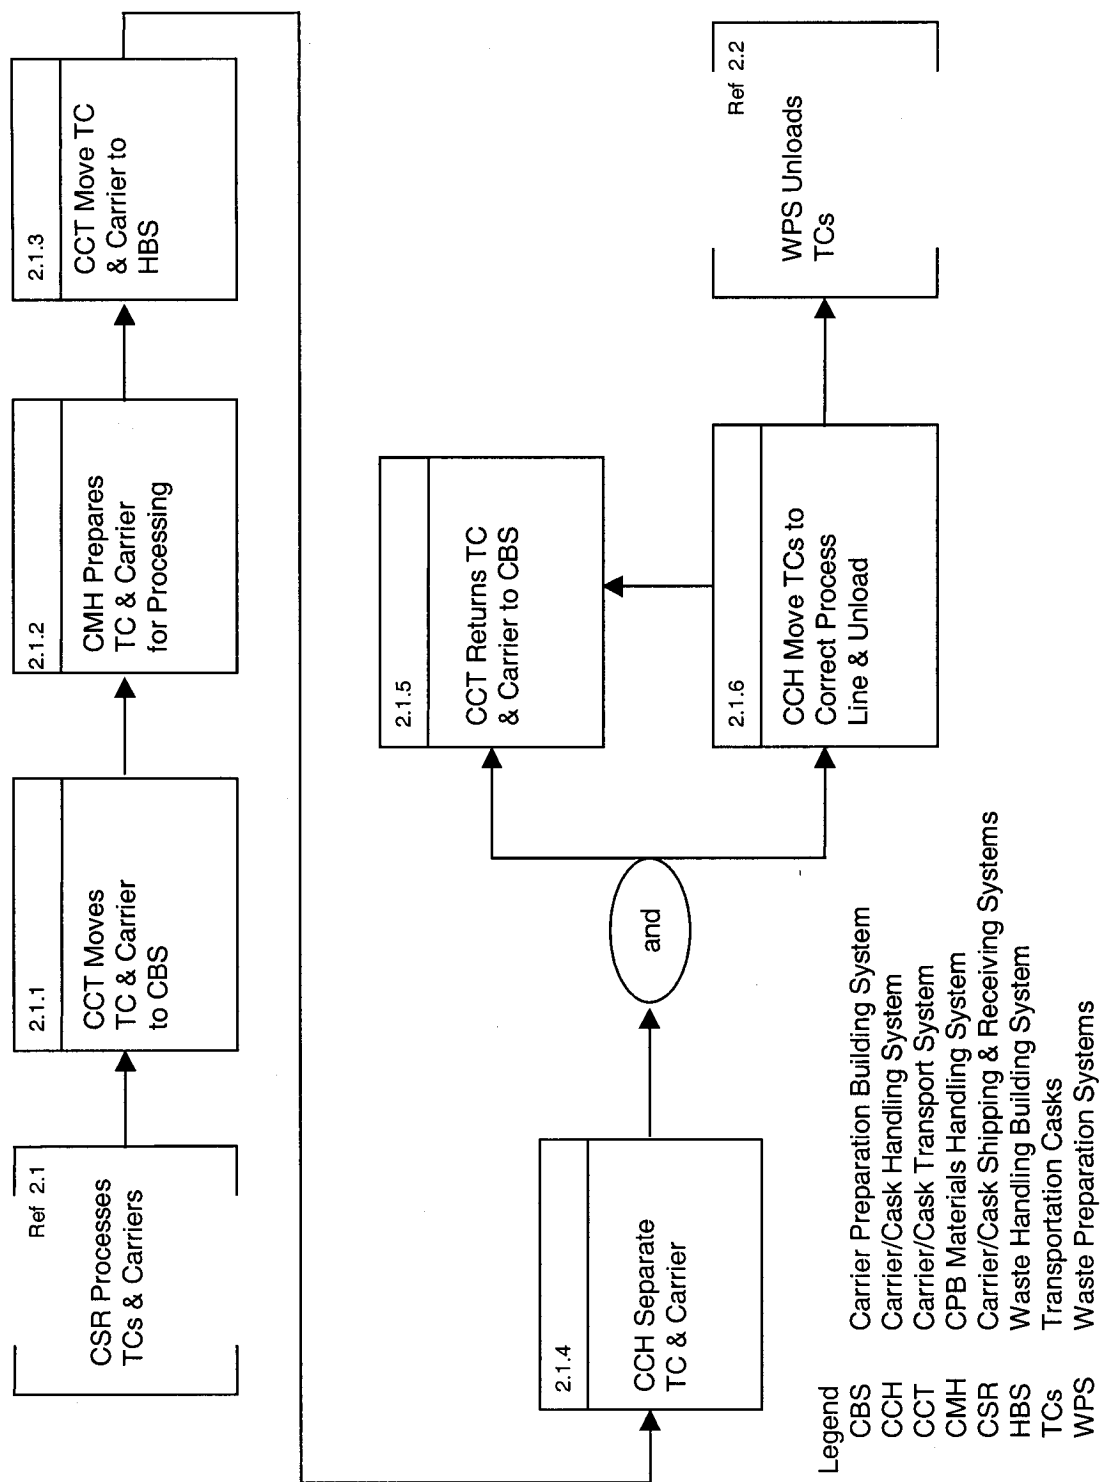 Ref 2.1
CSR Processes
TCs & Carriers
2.1.1
CCT Moves
TC & Carrier
to CBS
2.1.2
CMH Prepares
TC & Carrier
for Processing
2.1.3
CCT Move TC
& Carrier to
HBS
2.1.4
CCH Separate
TC & Carrier
and
2.1.5
CCT Returns TC
& Carrier to CBS
2.1.6
CCH Move TCs to
Correct Process
Line & Unload
Ref 2.2
WPS Unloads
TCs
Legend
CBS Carrier Preparation Building System
CCH Carrier/Cask Handling System
CCT Carrier/Cask Transport System
CMH CPB Materials Handling System
CSR Carrier/Cask Shipping & Receiving Systems
HBS Waste Handling Building System
TCs Transportation Casks
WPS Waste Preparation Systems